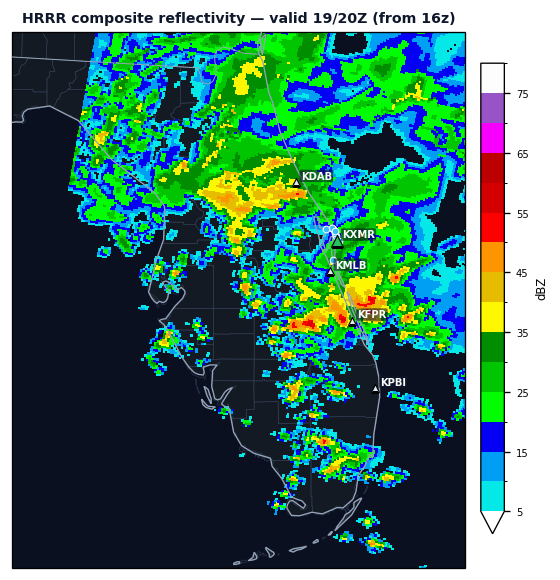 HRRR composite reflectivity — valid 19/20Z (from 16z)
KDAB
KXMR
KMLB
KFPR
KPBI
75
65
55
45
35
25
15
5
dBZ